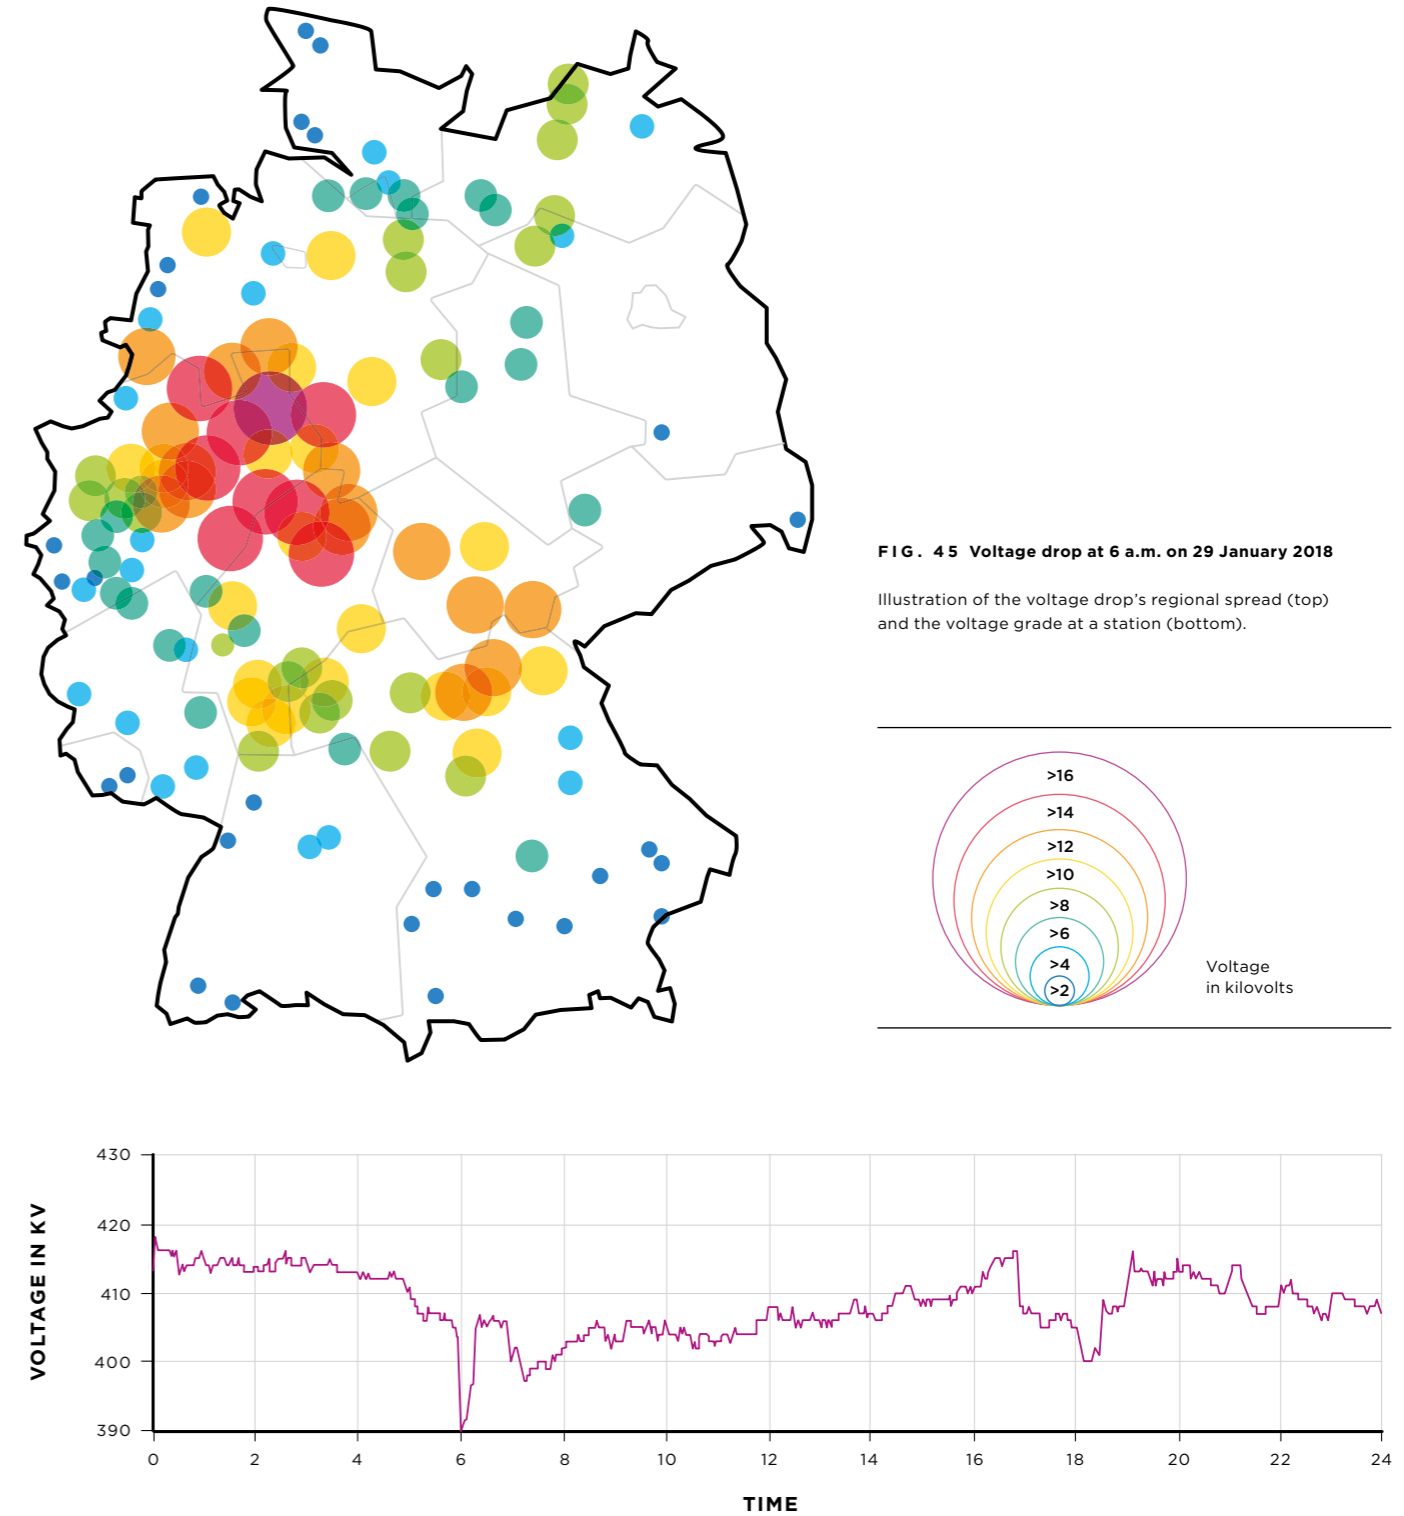 FIG. 45 Voltage drop at 6 a.m. on 29 January 2018
Illustration of the voltage drop’s regional spread (top)
and the voltage grade at a station (bottom).
>16
>14
>12
>10
>8
>6
>4
>2
Voltage
in kilovolts
430
420
410
400
390
VOLTAGE IN KV
0 2 4 6 8 10 12 14 16 18 20 22 24
TIME